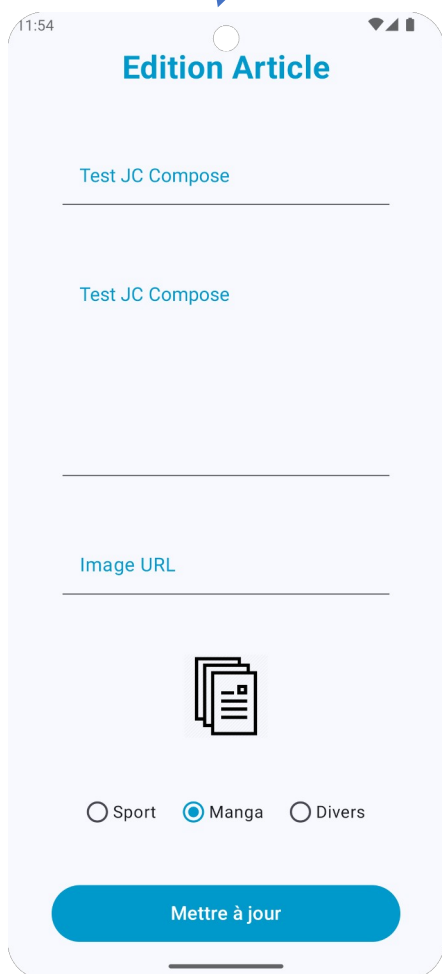 11:54
Edition Article
Test JC Compose
Test JC Compose
Image URL
Sport Manga Divers
Mettre à jour